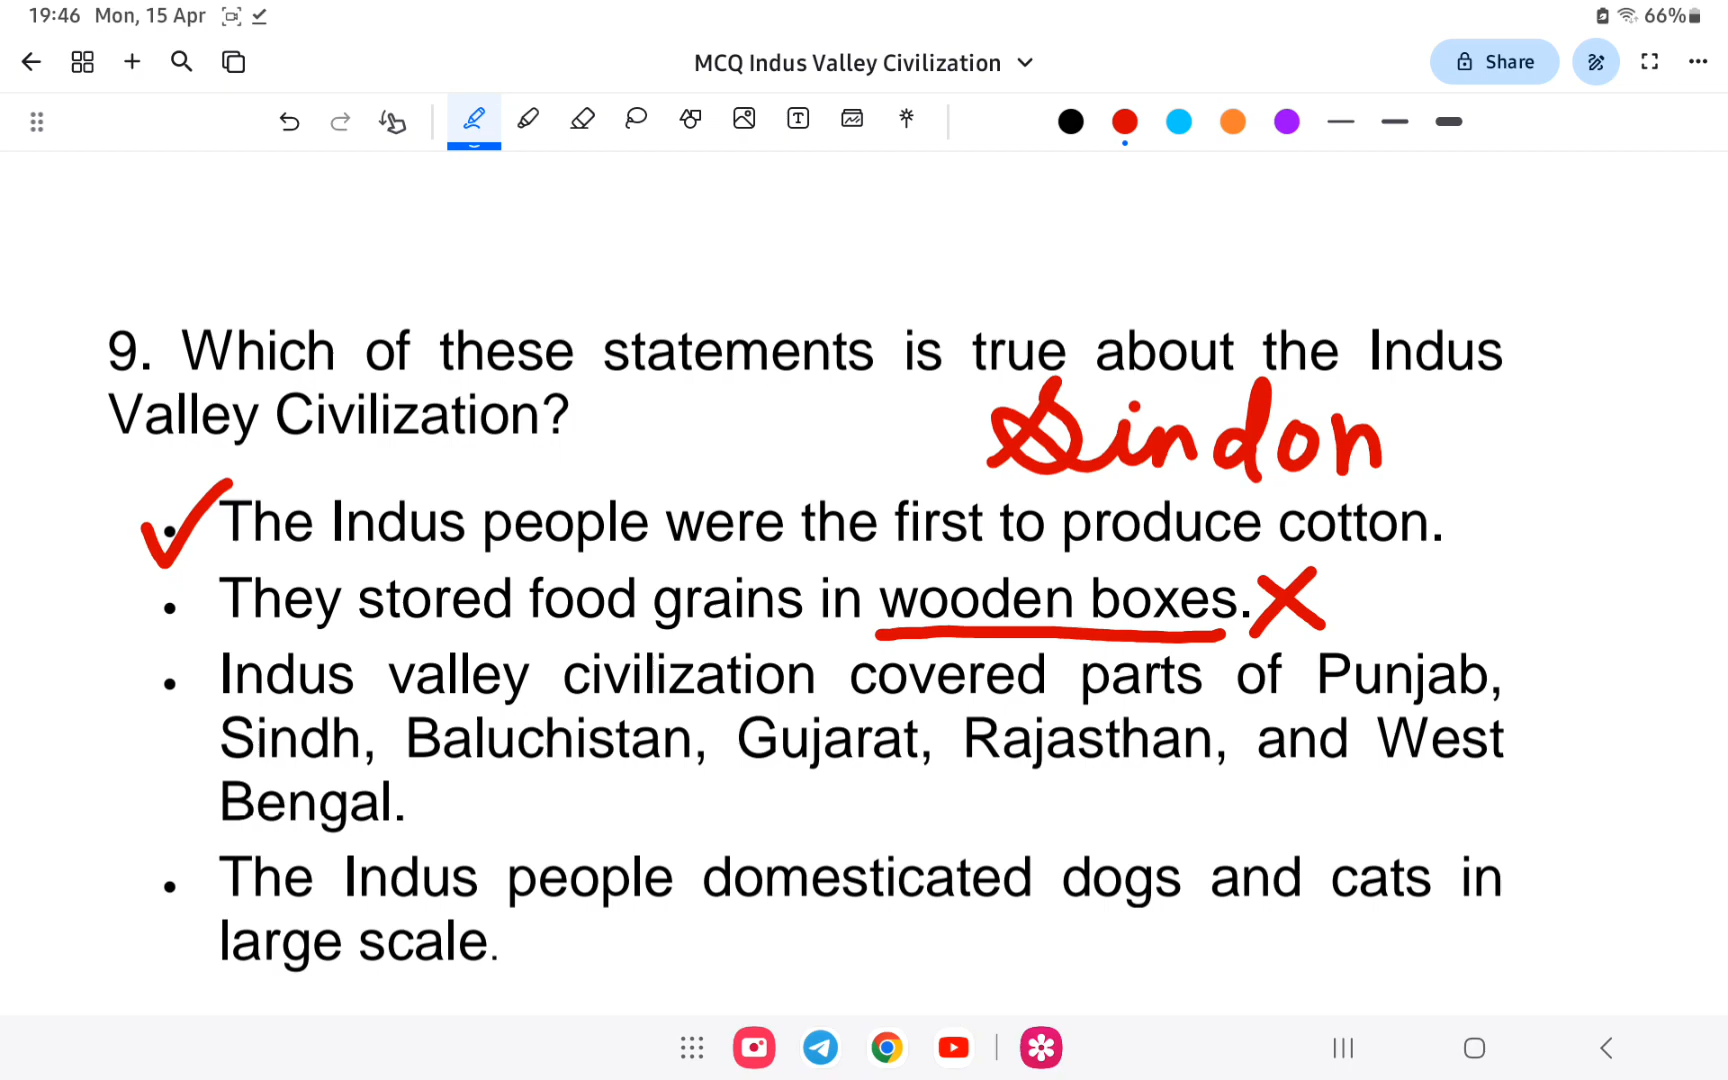 19:46 Mon, 15 Apr
66%
MCQ Indus Valley Civilization
Share
9. Which of these statements is true about the Indus
Valley Civilization?
Sindon
• The Indus people were the first to produce cotton.
• They stored food grains in wooden boxes.
• Indus valley civilization covered parts of Punjab,
Sindh, Baluchistan, Gujarat, Rajasthan, and West
Bengal.
• The Indus people domesticated dogs and cats in
large scale.